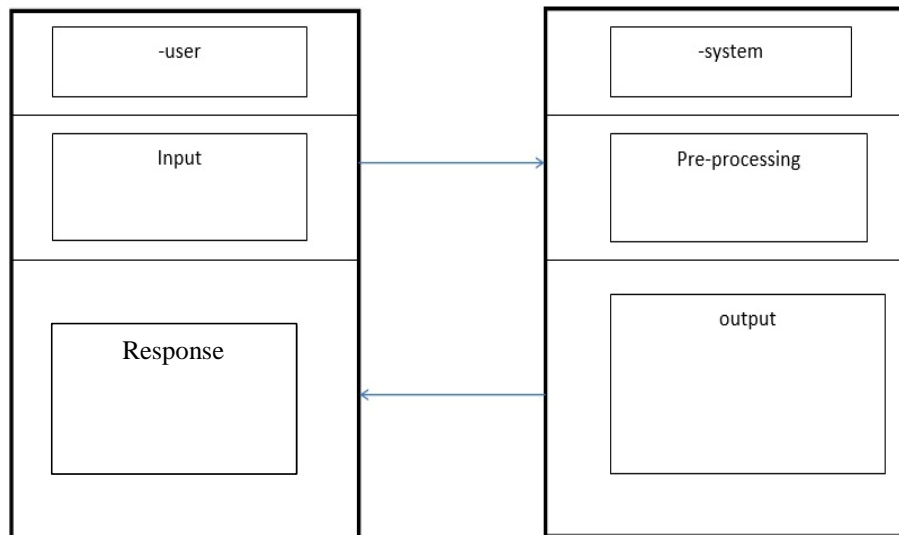 -user
Input
Response
-system
Pre-processing
output